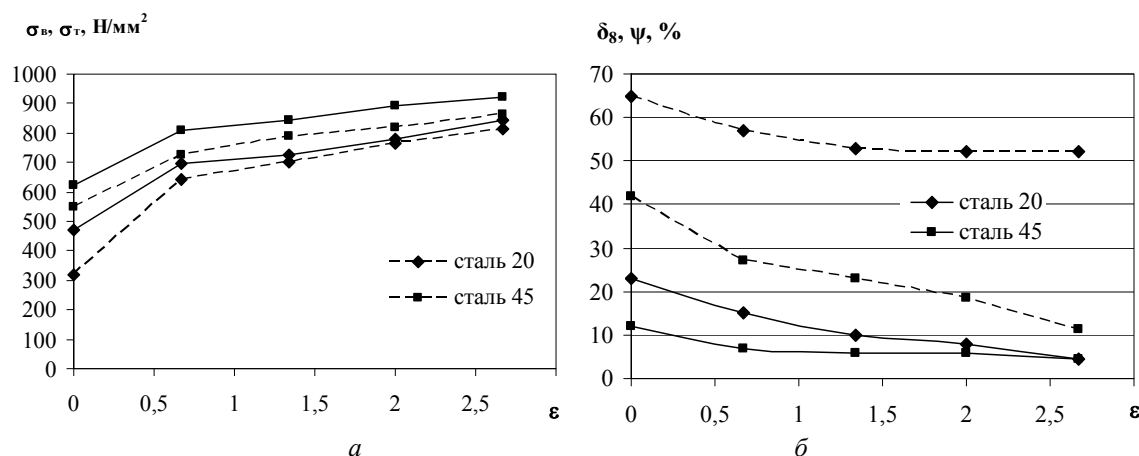 σв, σт, Н/мм²
1000
900
800
700
600
500
400
300
200
100
0
0 0,5 1 1,5 2 2,5 ε
сталь 20
сталь 45
а
δ8, ψ, %
70
60
50
40
30
20
10
0
0 0,5 1 1,5 2 2,5 ε
сталь 20
сталь 45
б